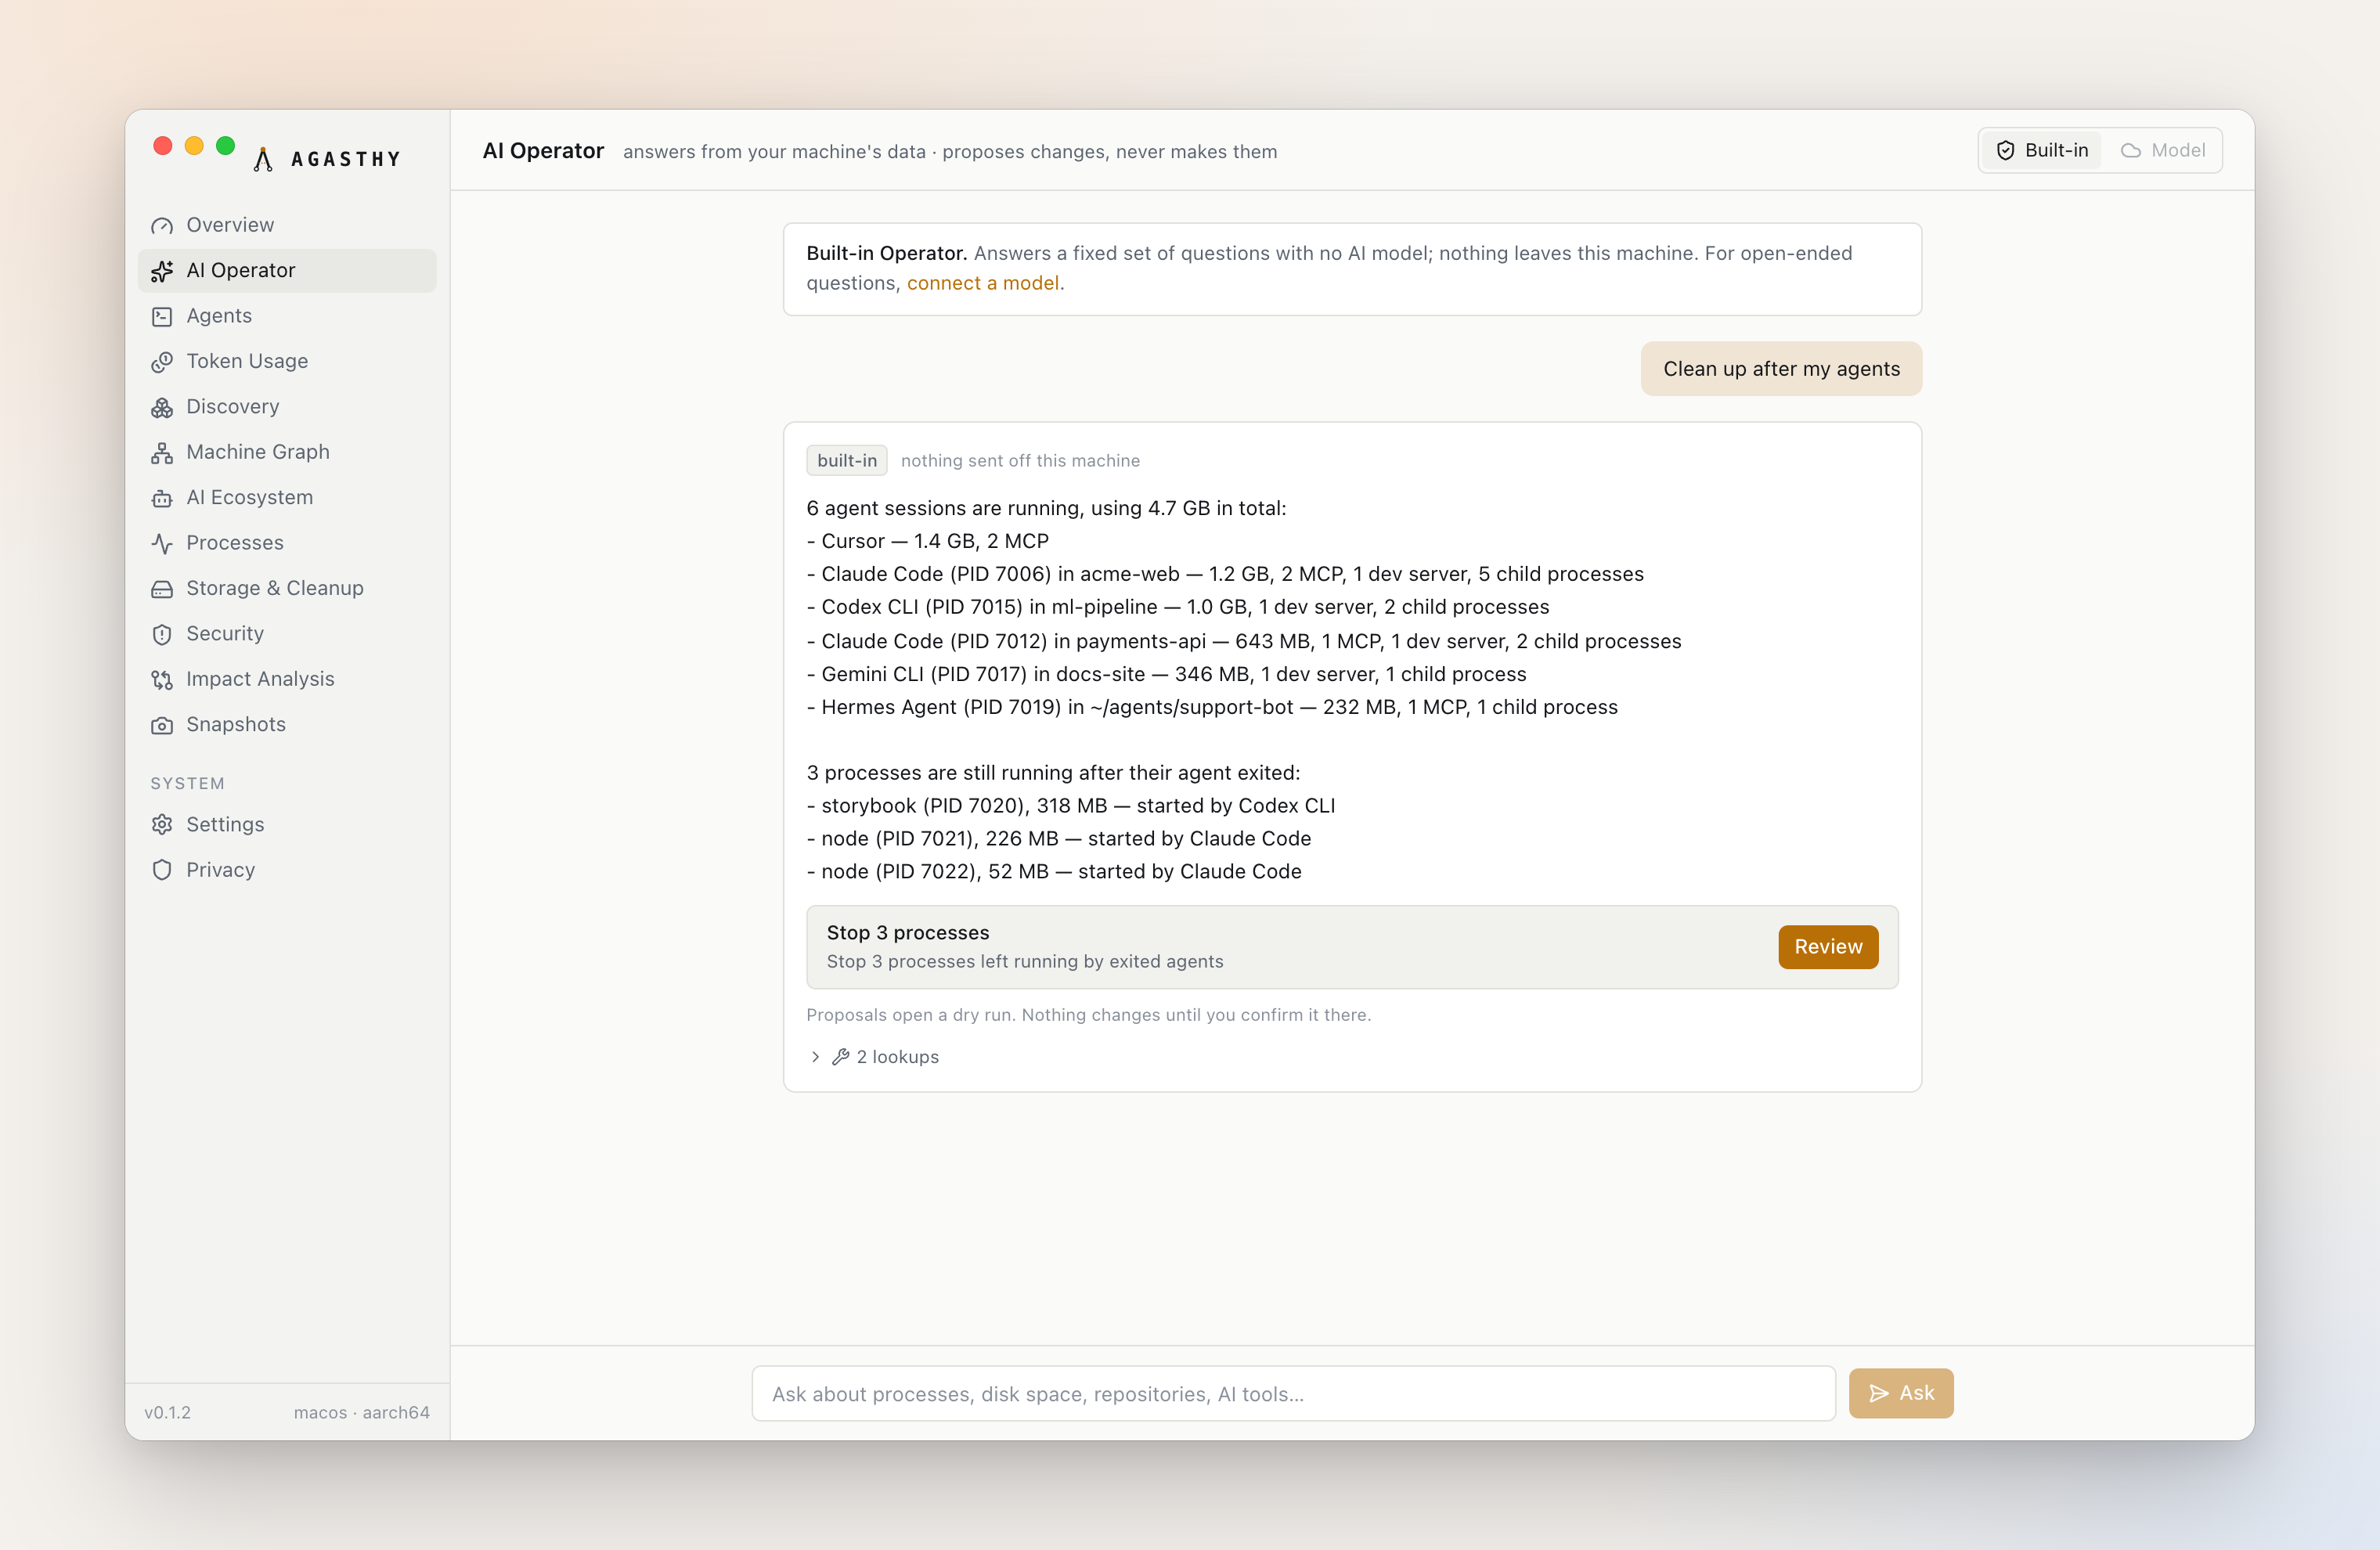 AGASTHY
Overview
AI Operator
Agents
Token Usage
Discovery
Machine Graph
AI Ecosystem
Processes
Storage & Cleanup
Security
Impact Analysis
Snapshots
SYSTEM
Settings
Privacy
v0.1.2
macos · aarch64
AI Operator answers from your machine's data · proposes changes, never makes them
Built-in
Model
Built-in Operator. Answers a fixed set of questions with no AI model; nothing leaves this machine. For open-ended
questions, connect a model.
Clean up after my agents
built-in nothing sent off this machine
6 agent sessions are running, using 4.7 GB in total:
- Cursor — 1.4 GB, 2 MCP
- Claude Code (PID 7006) in acme-web — 1.2 GB, 2 MCP, 1 dev server, 5 child processes
- Codex CLI (PID 7015) in ml-pipeline — 1.0 GB, 1 dev server, 2 child processes
- Claude Code (PID 7012) in payments-api — 643 MB, 1 MCP, 1 dev server, 2 child processes
- Gemini CLI (PID 7017) in docs-site — 346 MB, 1 dev server, 1 child process
- Hermes Agent (PID 7019) in ~/agents/support-bot — 232 MB, 1 MCP, 1 child process
3 processes are still running after their agent exited:
- storybook (PID 7020), 318 MB — started by Codex CLI
- node (PID 7021), 226 MB — started by Claude Code
- node (PID 7022), 52 MB — started by Claude Code
Stop 3 processes
Stop 3 processes left running by exited agents
Review
Proposals open a dry run. Nothing changes until you confirm it there.
2 lookups
Ask about processes, disk space, repositories, AI tools...
Ask